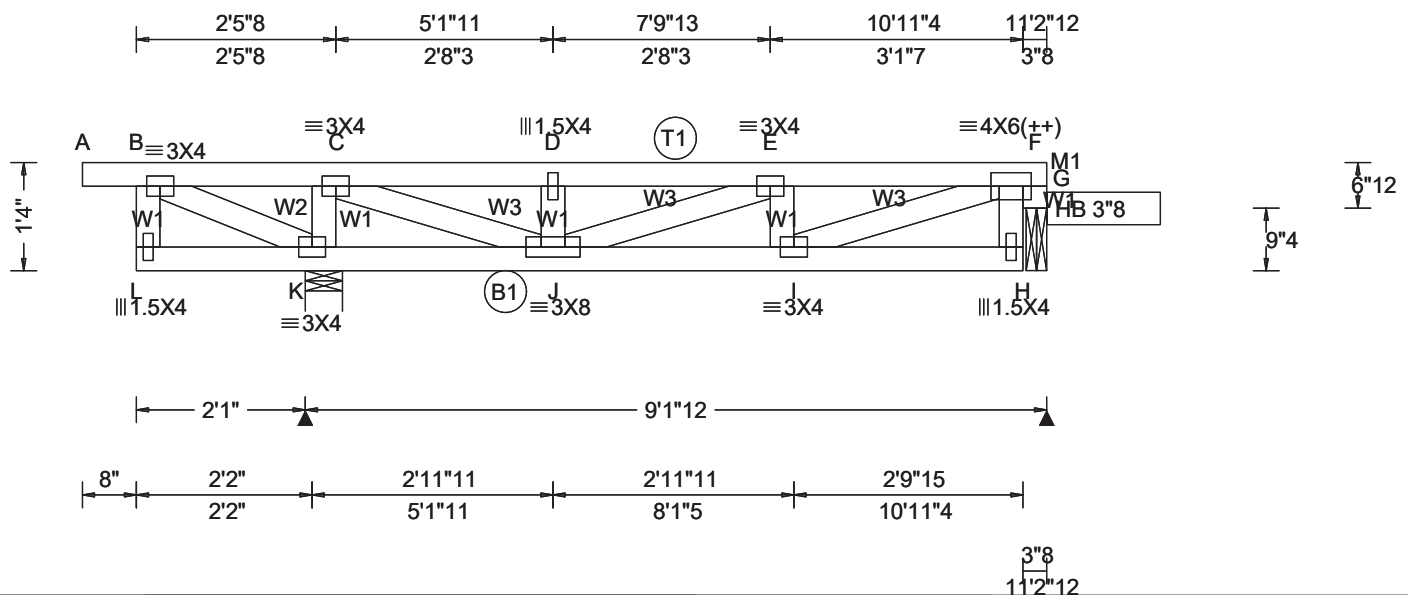 2'5"8 5'1"11 7'9"13 10'11"4 11'2"12
2'5"8 2'8"3 2'8"3 3'1"7 3"8
≡3X4 |||1.5X4 T1 ≡3X4 ≡4X6(++)
A B C D E F
≡3X4
M1
G
6"12
W1
HB 3"8
1'4"
W1 W2 W1 W3 W1 W3 W1 W3
9"4
L K B1 J I H
|||1.5X4 ≡3X8 ≡3X4 |||1.5X4
≡3X4
2'1" 9'1"12
8" 2'2" 2'11"11 2'11"11 2'9"15
2'2" 5'1"11 8'1"5 10'11"4
3"8
11'2"12